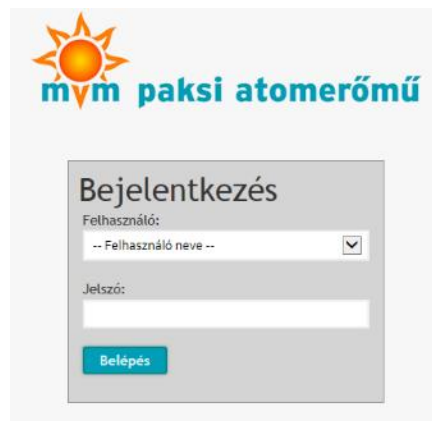 mvm paksi atomerőmű
Bejelentkezés
Felhasználó:
-- Felhasználó neve --
Jelszó:
Belépés